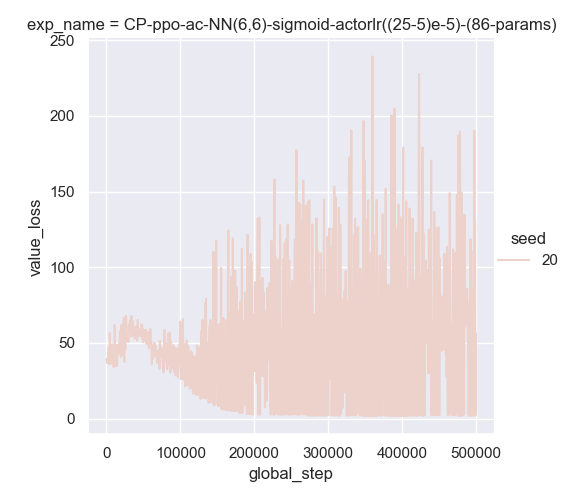 exp_name = CP-ppo-ac-NN(6,6)-sigmoid-actorlr((25-5)e-5)-(86-params)
250
200
150
100
50
0
value_loss
0 100000 200000 300000 400000 500000
global_step
seed
20